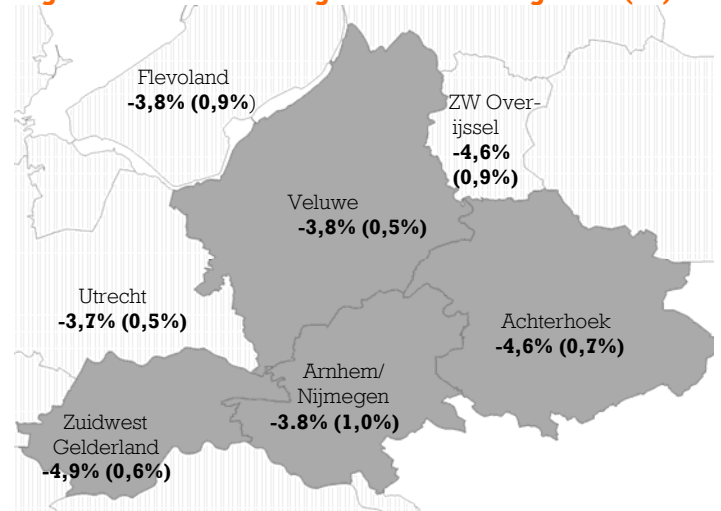 Flevoland
-3,8% (0,9%)
ZW Over-
ijssel
-4,6%
(0,9%)
Veluwe
-3,8% (0,5%)
Utrecht
-3,7% (0,5%)
Achterhoek
-4,6% (0,7%)
Arnhem/
Nijmegen
-3.8% (1,0%)
Zuidwest
Gelderland
-4,9% (0,6%)